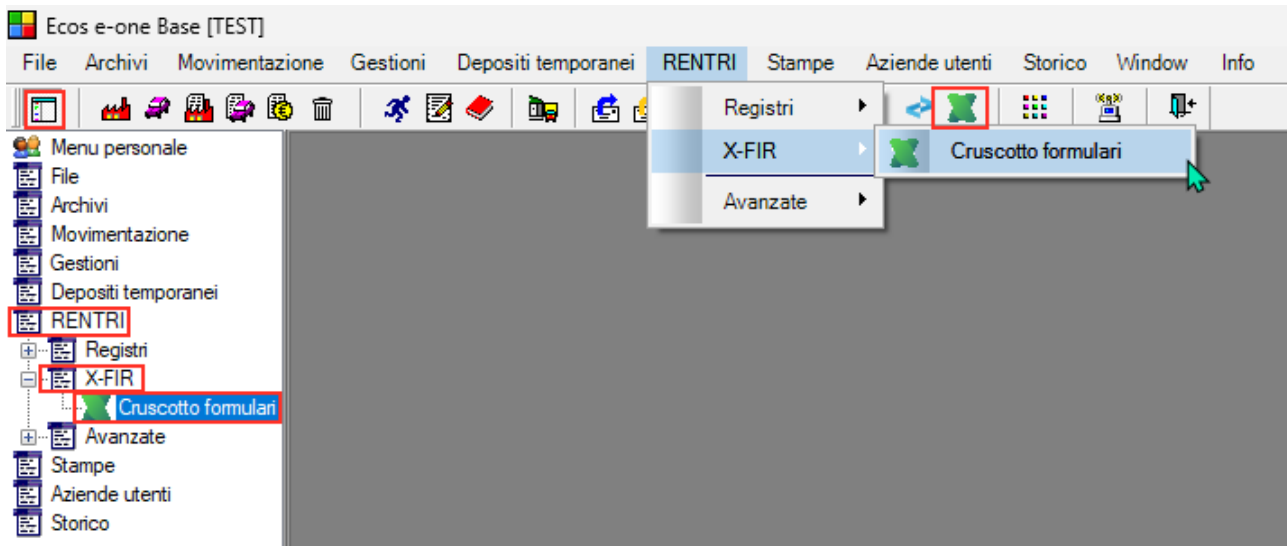 Ecos e-one Base [TEST]
File Archivi Movimentazione Gestioni Depositi temporanei RENTRI Stampe Aziende utenti Storico Window Info
Registri
X-FIR Cruscotto formulari
Avanzate
Menu personale
File
Archivi
Movimentazione
Gestioni
Depositi temporanei
RENTRI
Registri
X-FIR
Cruscotto formulari
Avanzate
Stampe
Aziende utenti
Storico